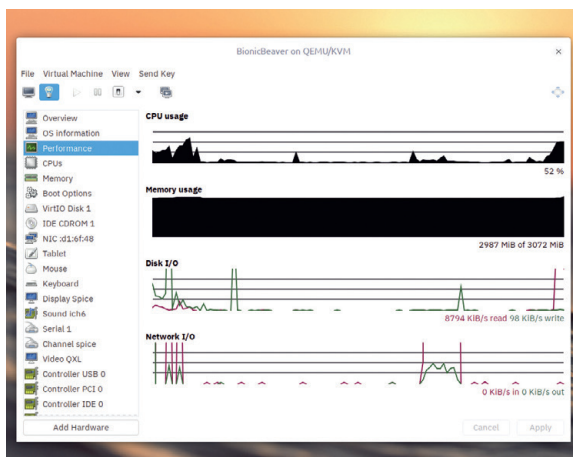 BionicBeaver on QEMU/KVM
File Virtual Machine View Send Key
Overview
OS information
Performance
CPUs
Memory
Boot Options
VirtIO Disk 1
IDE CDROM 1
NIC :d1:6f:48
Tablet
Mouse
Keyboard
Display Spice
Sound ich6
Serial 1
Channel spice
Video QXL
Controller USB 0
Controller PCI 0
Controller IDE 0
Add Hardware
CPU usage
52 %
Memory usage
2987 MiB of 3072 MiB
Disk I/O
8794 KiB/s read 98 KiB/s write
Network I/O
0 KiB/s in 0 KiB/s out
Cancel Apply